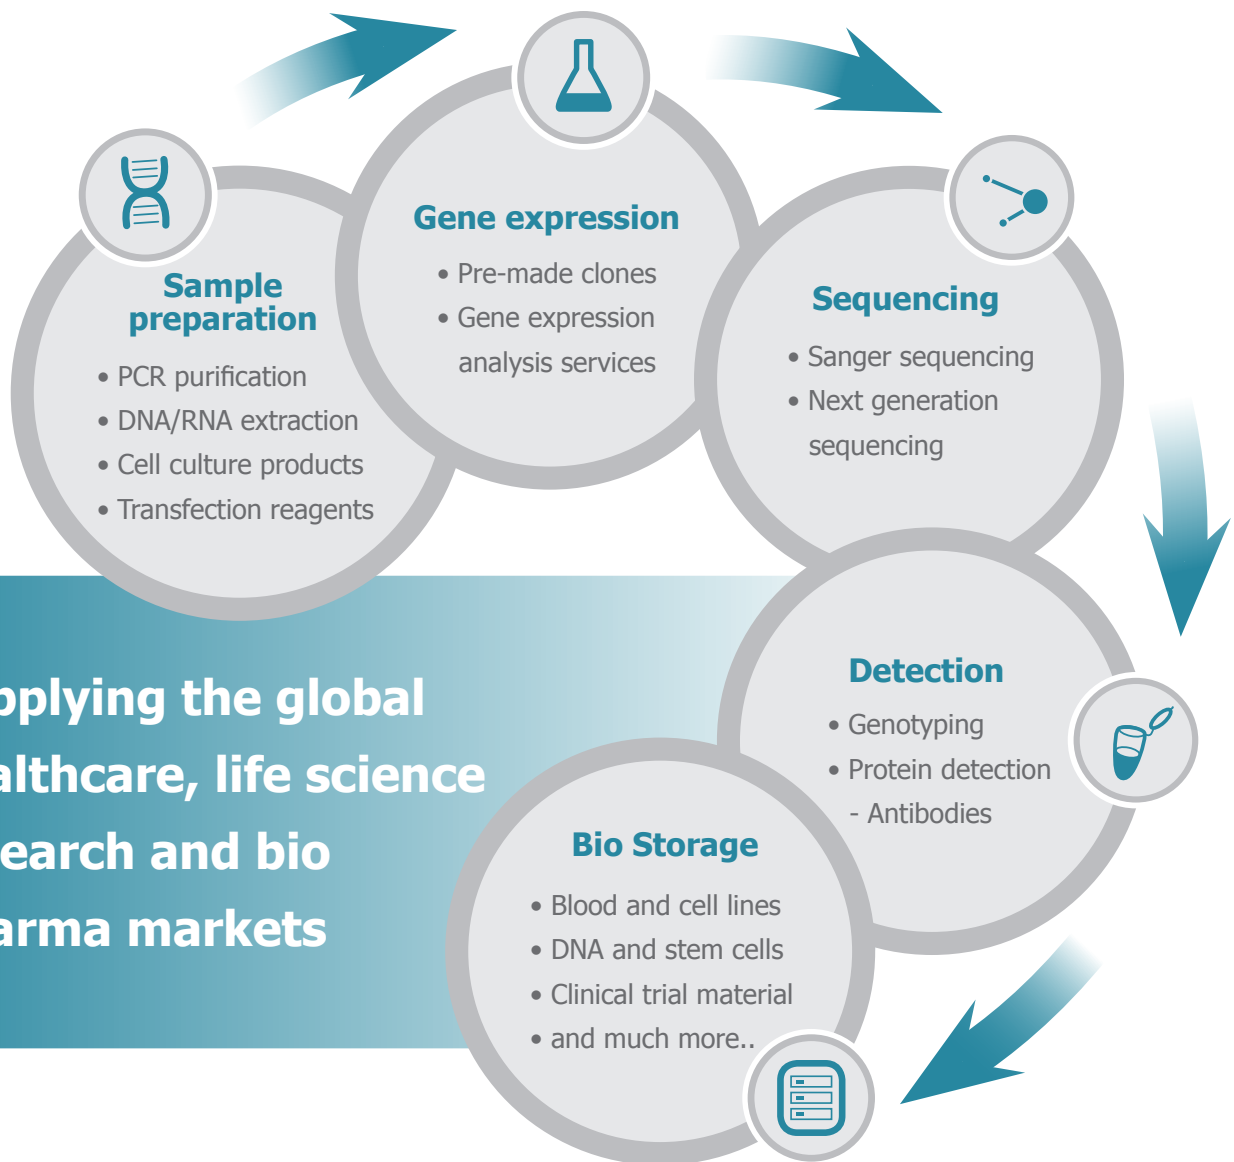 Sample
preparation
• PCR purification
• DNA/RNA extraction
• Cell culture products
• Transfection reagents
Gene expression
• Pre-made clones
• Gene expression
analysis services
Sequencing
• Sanger sequencing
• Next generation
sequencing
Detection
• Genotyping
• Protein detection
- Antibodies
Bio Storage
• Blood and cell lines
• DNA and stem cells
• Clinical trial material
• and much more..
pplying the global
althcare, life science
earch and bio
arma markets